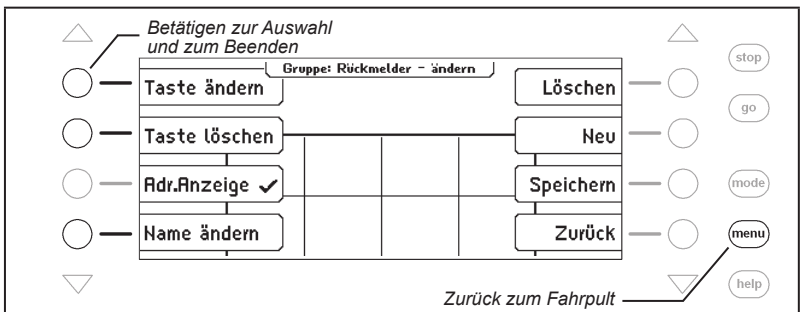 Betätigen zur Auswahl
und zum Beenden
Gruppe: Rückmelder - ändern
Taste ändern
Löschen
Taste löschen
Neu
Adr.Anzeige ✓
Speichern
Name ändern
Zurück
stop
go
mode
menu
help
Zurück zum Fahrpult